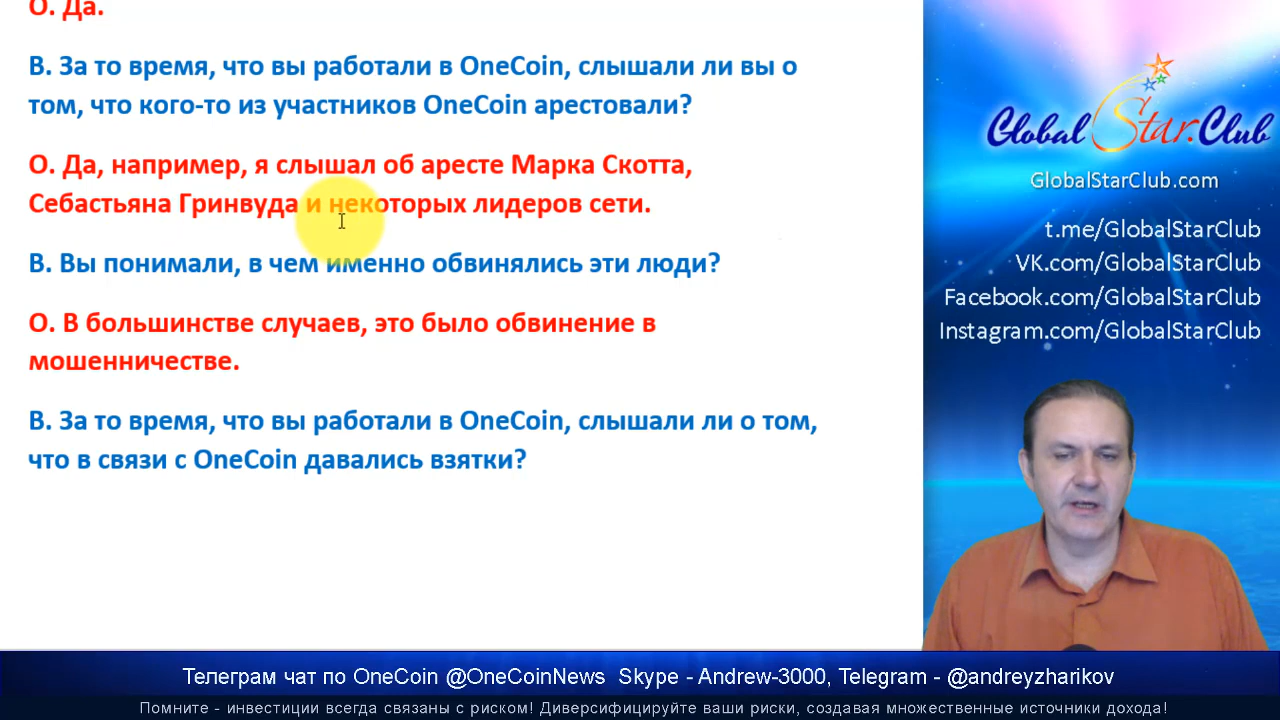 О. Да.
В. За то время, что вы работали в OneCoin, слышали ли вы о
том, что кого-то из участников OneCoin арестовали?
О. Да, например, я слышал об аресте Марка Скотта,
Себастьяна Гринвуда и некоторых лидеров сети.
В. Вы понимали, в чем именно обвинялись эти люди?
О. В большинстве случаев, это было обвинение в
мошенничестве.
В. За то время, что вы работали в OneCoin, слышали ли о том,
что в связи с OneCoin давались взятки?
Global Star.Club
GlobalStarClub.com
t.me/GlobalStarClub
VK.com/GlobalStarClub
Facebook.com/GlobalStarClub
Instagram.com/GlobalStarClub
Телеграм чат по OneCoin @OneCoinNews Skype - Andrew-3000, Telegram - @andreyzharikov
Помните - инвестиции всегда связаны с риском! Диверсифицируйте ваши риски, создавая множественные источники дохода!